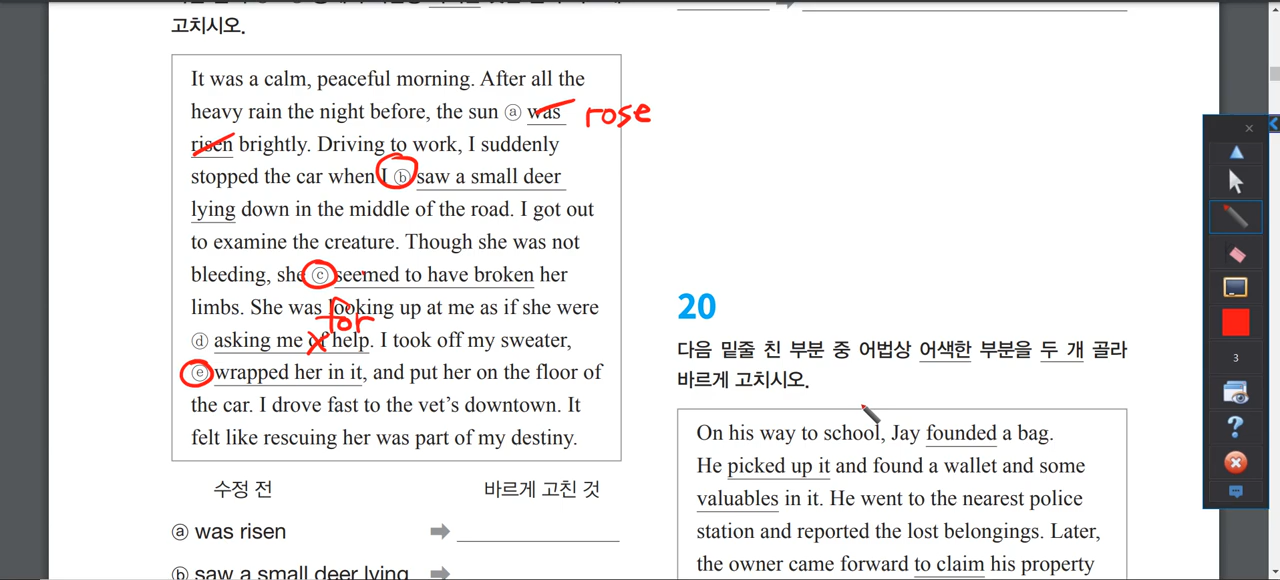 고치시오.
It was a calm, peaceful morning. After all the
heavy rain the night before, the sun ⓐ was
rose
risen brightly. Driving to work, I suddenly
stopped the car when I ⓑ saw a small deer
lying down in the middle of the road. I got out
to examine the creature. Though she was not
bleeding, she ⓒ seemed to have broken her
limbs. She was looking up at me as if she were
for
ⓓ asking me of help. I took off my sweater,
ⓔ wrapped her in it, and put her on the floor of
the car. I drove fast to the vet's downtown. It
felt like rescuing her was part of my destiny.
수정 전 바르게 고친 것
ⓐ was risen
ⓑ saw a small deer lying
20
다음 밑줄 친 부분 중 어법상 어색한 부분을 두 개 골라
바르게 고치시오.
On his way to school, Jay founded a bag.
He picked up it and found a wallet and some
valuables in it. He went to the nearest police
station and reported the lost belongings. Later,
the owner came forward to claim his property
3